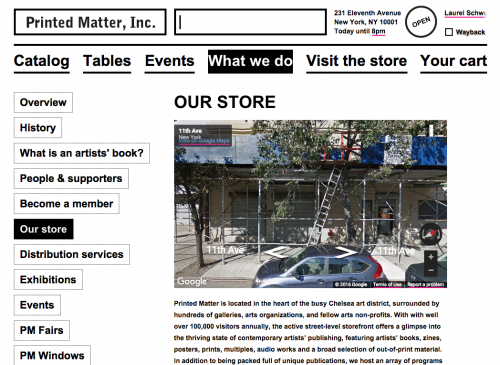 Printed Matter, Inc.
231 Eleventh Avenue
New York, NY 10001
Today until 8pm
OPEN
Laurel Schw
Wayback
Catalog
Tables
Events
What we do
Visit the store
Your cart
Overview
History
What is an artists' book?
People & supporters
Become a member
Our store
Distribution services
Exhibitions
Events
PM Fairs
PM Windows
OUR STORE
11th Ave
New York
View on Google Maps
11th Ave
11th Ave
Google
© 2016 Google
Terms of Use
Report a problem
Printed Matter is located in the heart of the busy Chelsea art district, surrounded by
hundreds of galleries, arts organizations, and fellow arts non-profits. With with well
over 100,000 visitors annually, the active street-level storefront offers a glimpse into
the thriving state of contemporary artists' publishing, featuring artists' books, zines,
posters, prints, multiples, audio works and a broad selection of out-of-print material.
In addition to being packed full of unique publications, we host an array of programs